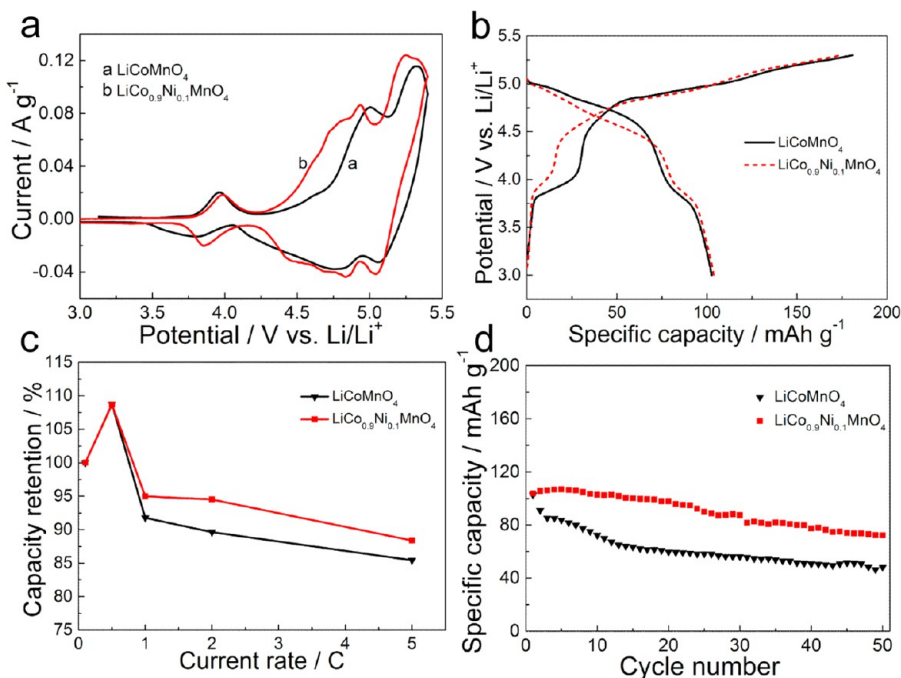 a
a LiCoMnO₄
b LiCo₀.₉Ni₀.₁MnO₄
b
a
Current / A g⁻¹
0.12
0.08
0.04
0.00
-0.04
3.0 3.5 4.0 4.5 5.0 5.5
Potential / V vs. Li/Li⁺
b
LiCoMnO₄
LiCo₀.₉Ni₀.₁MnO₄
Potential / V vs. Li/Li⁺
5.5
5.0
4.5
4.0
3.5
3.0
0 50 100 150 200
Specific capacity / mAh g⁻¹
c
LiCoMnO₄
LiCo₀.₉Ni₀.₁MnO₄
Capacity retention / %
115
110
105
100
95
90
85
80
75
0 1 2 3 4 5
Current rate / C
d
LiCoMnO₄
LiCo₀.₉Ni₀.₁MnO₄
Specific capacity / mAh g⁻¹
200
160
120
80
40
0
0 10 20 30 40 50
Cycle number